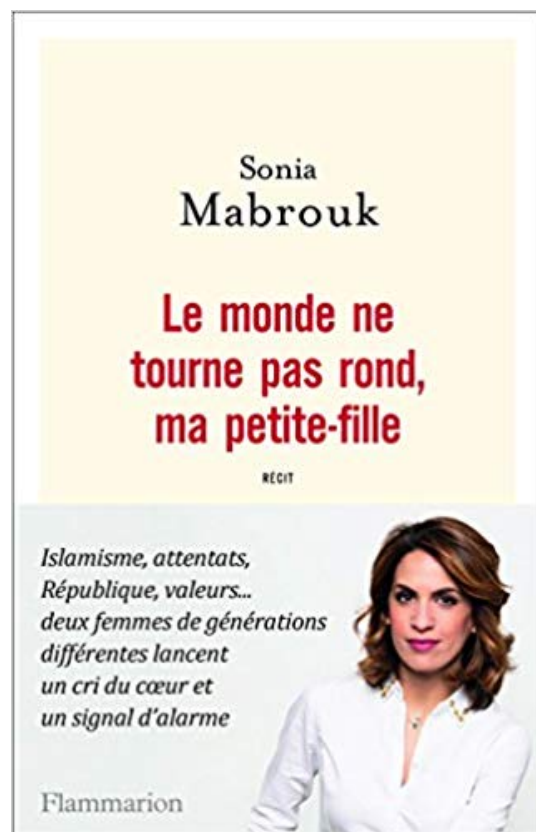 Sonia
Mabrouk
Le monde ne
tourne pas rond,
ma petite-fille
RÉCIT
Islamisme, attentats,
République, valeurs...
deux femmes de générations
différentes lancent
un cri du cœur et
un signal d'alarme
Flammarion